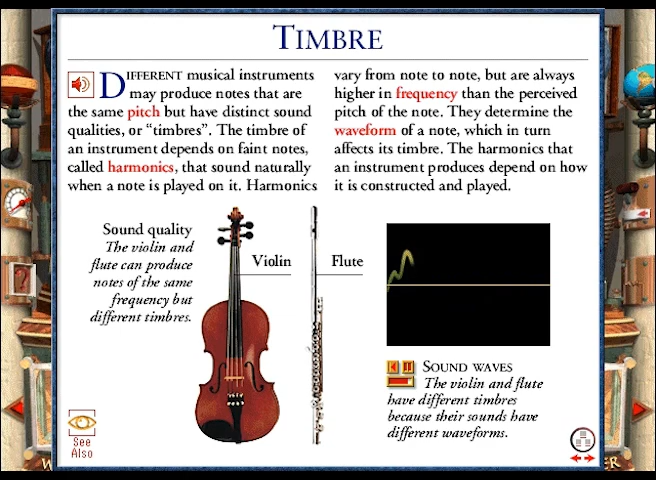 TIMBRE
DIFFERENT musical instruments
may produce notes that are
the same pitch but have distinct sound
qualities, or “timbres”. The timbre of
an instrument depends on faint notes,
called harmonics, that sound naturally
when a note is played on it. Harmonics
vary from note to note, but are always
higher in frequency than the perceived
pitch of the note. They determine the
waveform of a note, which in turn
affects its timbre. The harmonics that
an instrument produces depend on how
it is constructed and played.
Sound quality
The violin and
flute can produce
notes of the same
frequency but
different timbres.
Violin
Flute
SOUND WAVES
The violin and flute
have different timbres
because their sounds have
different waveforms.
See
Also